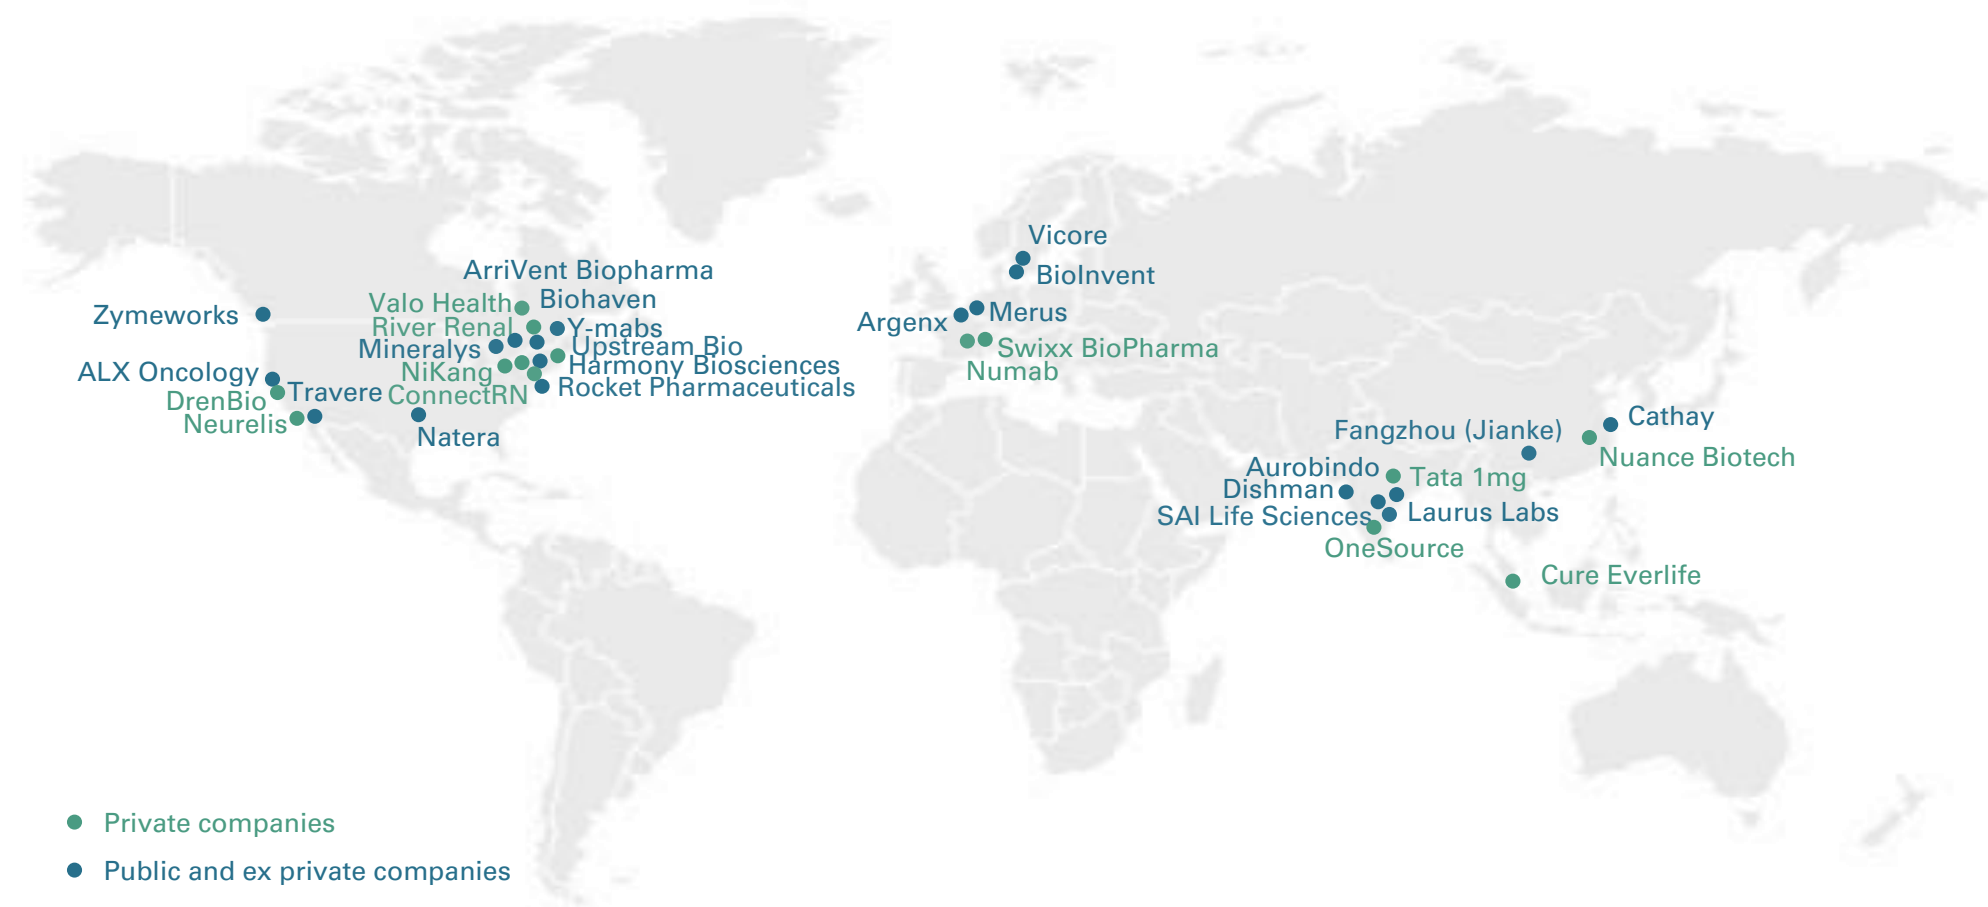 Vicore
ArriVent Biopharma
BioInvent
Valo Health
Biohaven
Zymeworks
Merus
Argenx
River Renal
Y-mabs
Mineralys
Upstream Bio
Swixx BioPharma
Harmony Biosciences
ALX Oncology
NiKang
Numab
Rocket Pharmaceuticals
Travere
ConnectRN
DrenBio
Neurelis
Natera
Cathay
Fangzhou (Jianke)
Nuance Biotech
Aurobindo
Tata 1mg
Dishman
SAI Life Sciences
Laurus Labs
OneSource
Cure Everlife
Private companies
Public and ex private companies